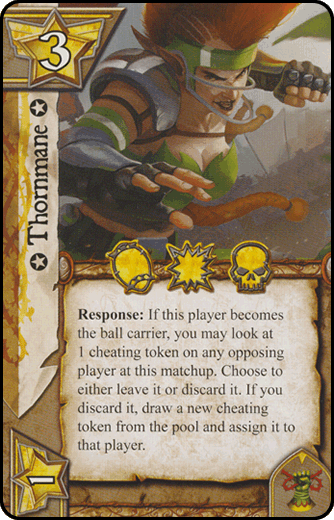 3
✪ Thornmane ✪
Response: If this player becomes
the ball carrier, you may look at
1 cheating token on any opposing
player at this matchup. Choose to
either leave it or discard it. If you
discard it, draw a new cheating
token from the pool and assign it to
that player.
1